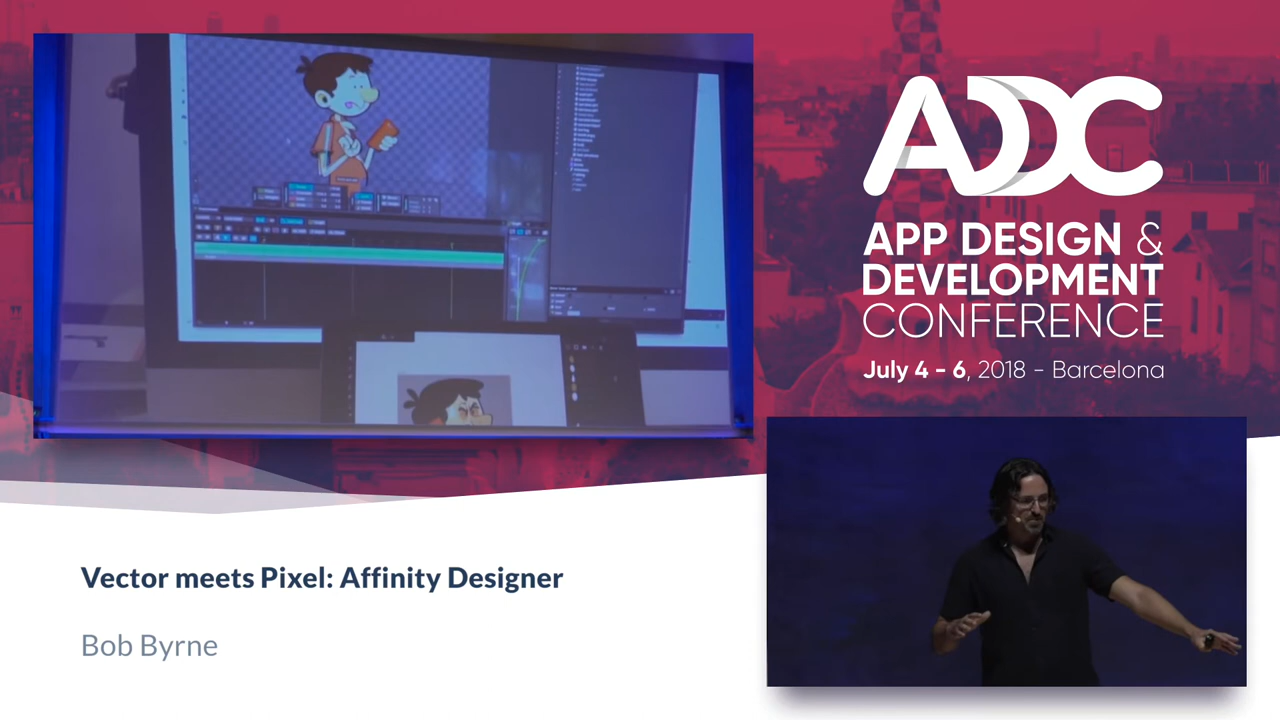 ADDC
APP DESIGN &
DEVELOPMENT
CONFERENCE
July 4 - 6, 2018 - Barcelona
Vector meets Pixel: Affinity Designer
Bob Byrne